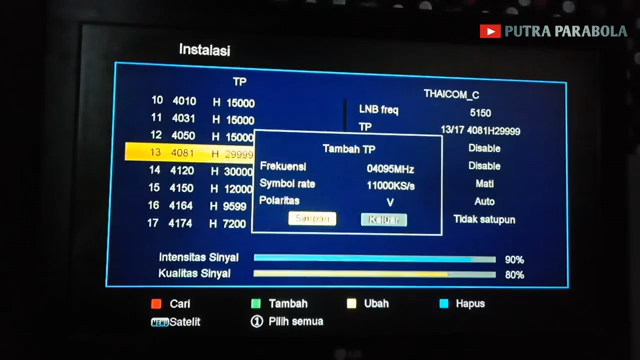 PUTRA PARABOLA
Instalasi
TP
THAICOM_C
10 4010 H 15000
11 4031 H 15000
12 4050 H 15000
13 4081 H 29999
14 4120 H 30000
15 4150 H 12000
16 4164 H 9599
17 4174 H 7200
LNB freq 5150
TP 13/17 4081H29999
Disable
Disable
Mati
Auto
Tidak satupun
Tambah TP
Frekuensi 04095MHz
Symbol rate 11000KS/s
Polaritas V
Simpan Keluar
Intensitas Sinyal 90%
Kualitas Sinyal 80%
Cari Tambah Ubah Hapus
MENU Satelit 1 Pilih semua
LG